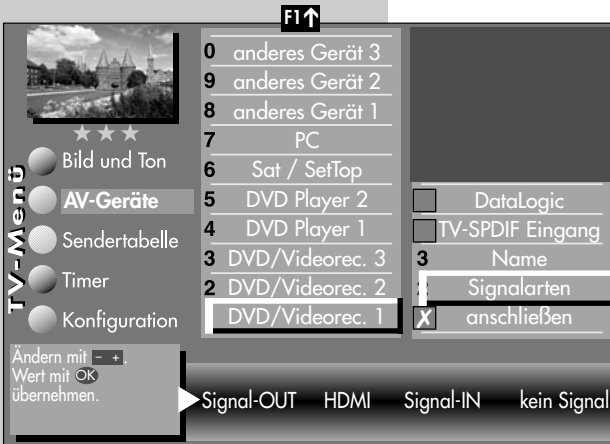 F1↑
TV-Menü
Bild und Ton
AV-Geräte
Sendertabelle
Timer
Konfiguration
0 anderes Gerät 3
9 anderes Gerät 2
8 anderes Gerät 1
7 PC
6 Sat / SetTop
5 DVD Player 2
4 DVD Player 1
3 DVD/Videorec. 3
2 DVD/Videorec. 2
DVD/Videorec. 1
DataLogic
TV-SPDIF Eingang
3 Name
2 Signalarten
X anschließen
Ändern mit - + .
Wert mit OK
übernehmen.
Signal-OUT HDMI Signal-IN kein Signal